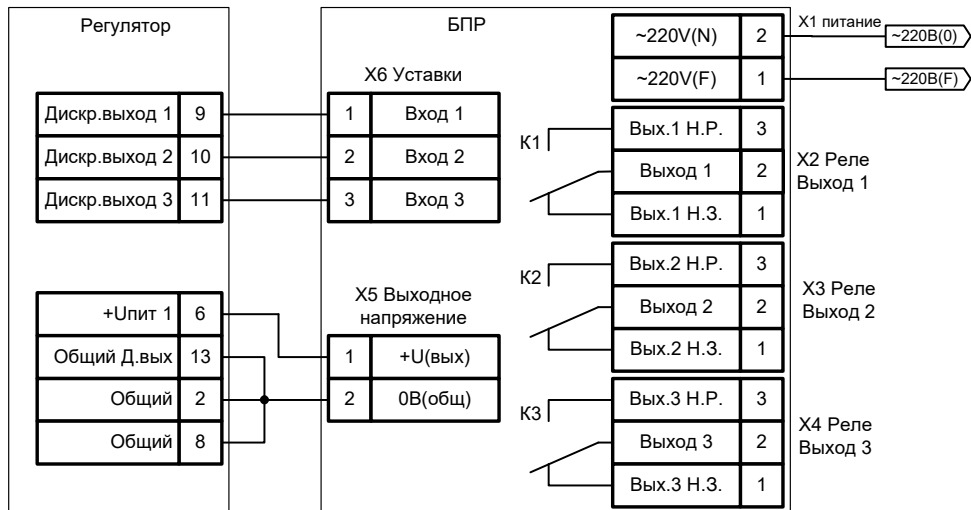 Регулятор
БПР
~220V(N) 2
X1 питание
~220В(0)
~220V(F) 1
~220В(F)
X6 Уставки
Дискр.выход 1 9
1 Вход 1
Дискр.выход 2 10
2 Вход 2
Дискр.выход 3 11
3 Вход 3
К1
Вых.1 Н.Р. 3
Выход 1 2
Вых.1 Н.З. 1
X2 Реле
Выход 1
К2
Вых.2 Н.Р. 3
Выход 2 2
Вых.2 Н.З. 1
X3 Реле
Выход 2
X5 Выходное
напряжение
+Uпит 1 6
Общий Д.вых 13
1 +U(вых)
Общий 2
2 0В(общ)
Общий 8
К3
Вых.3 Н.Р. 3
Выход 3 2
Вых.3 Н.З. 1
X4 Реле
Выход 3